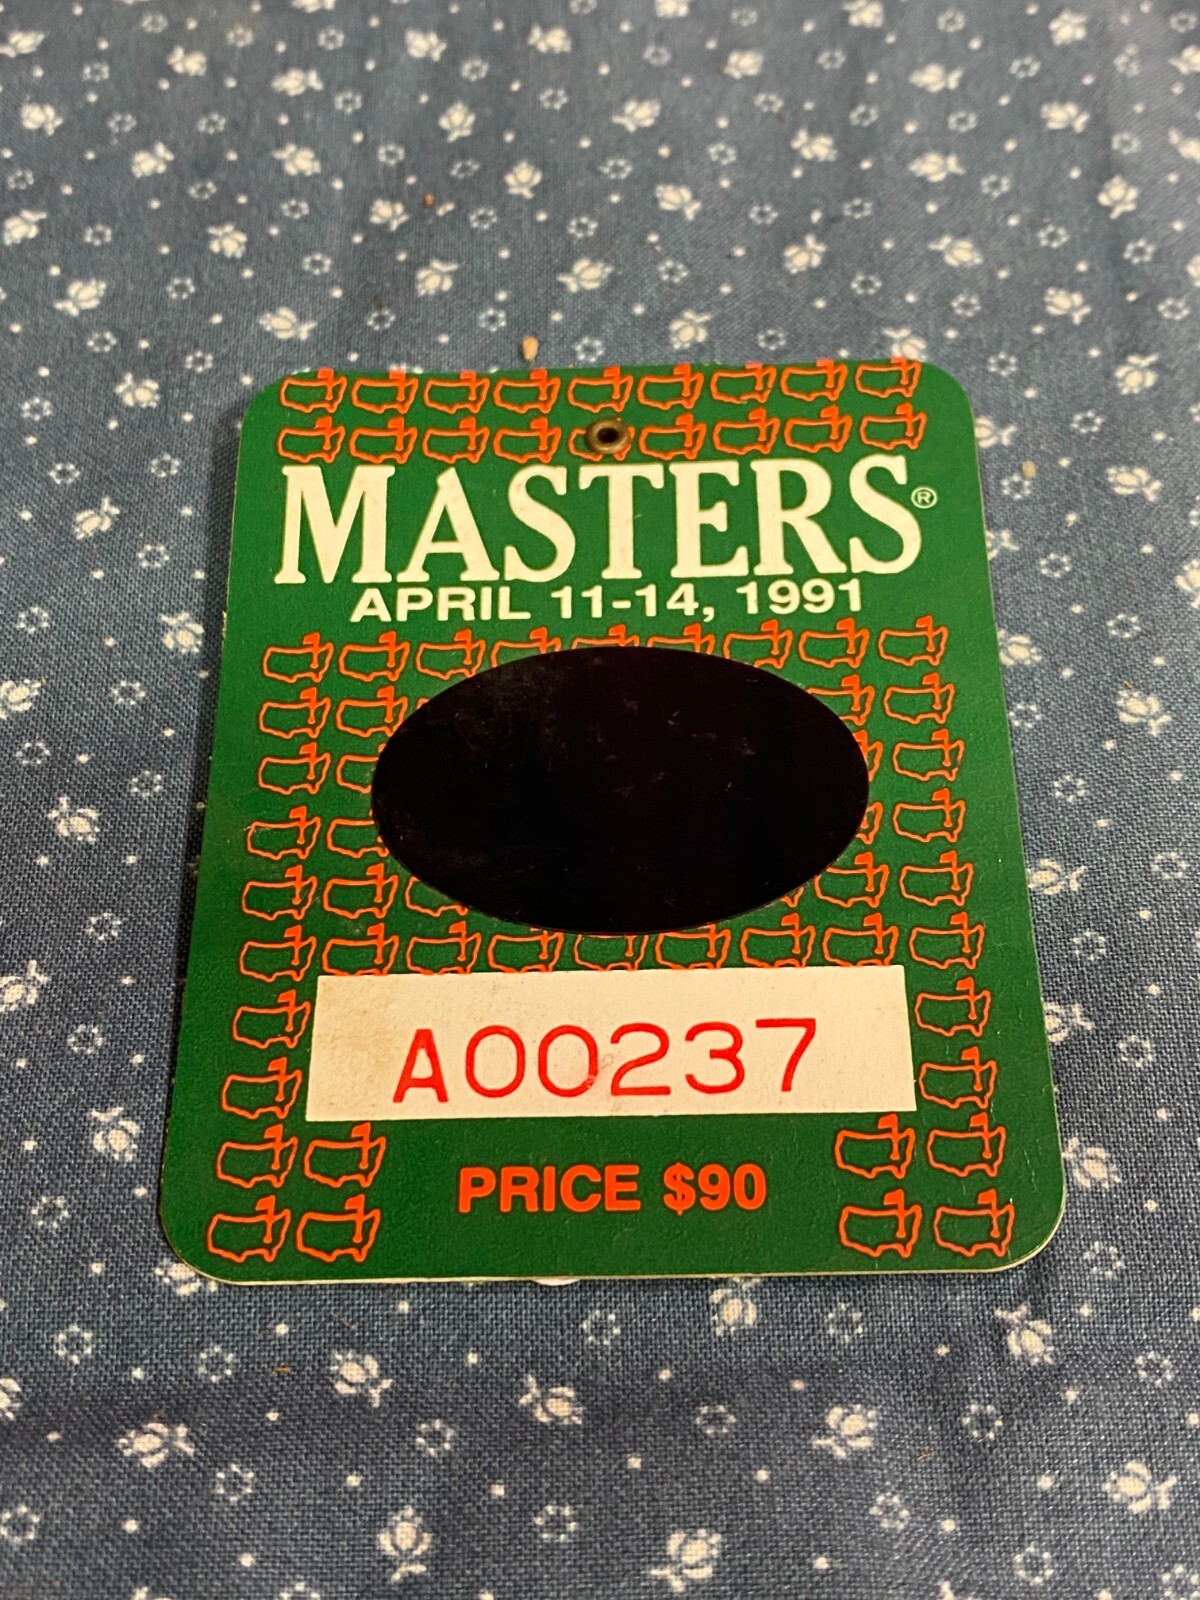 MASTERS®
APRIL 11-14, 1991
A00237
PRICE $90